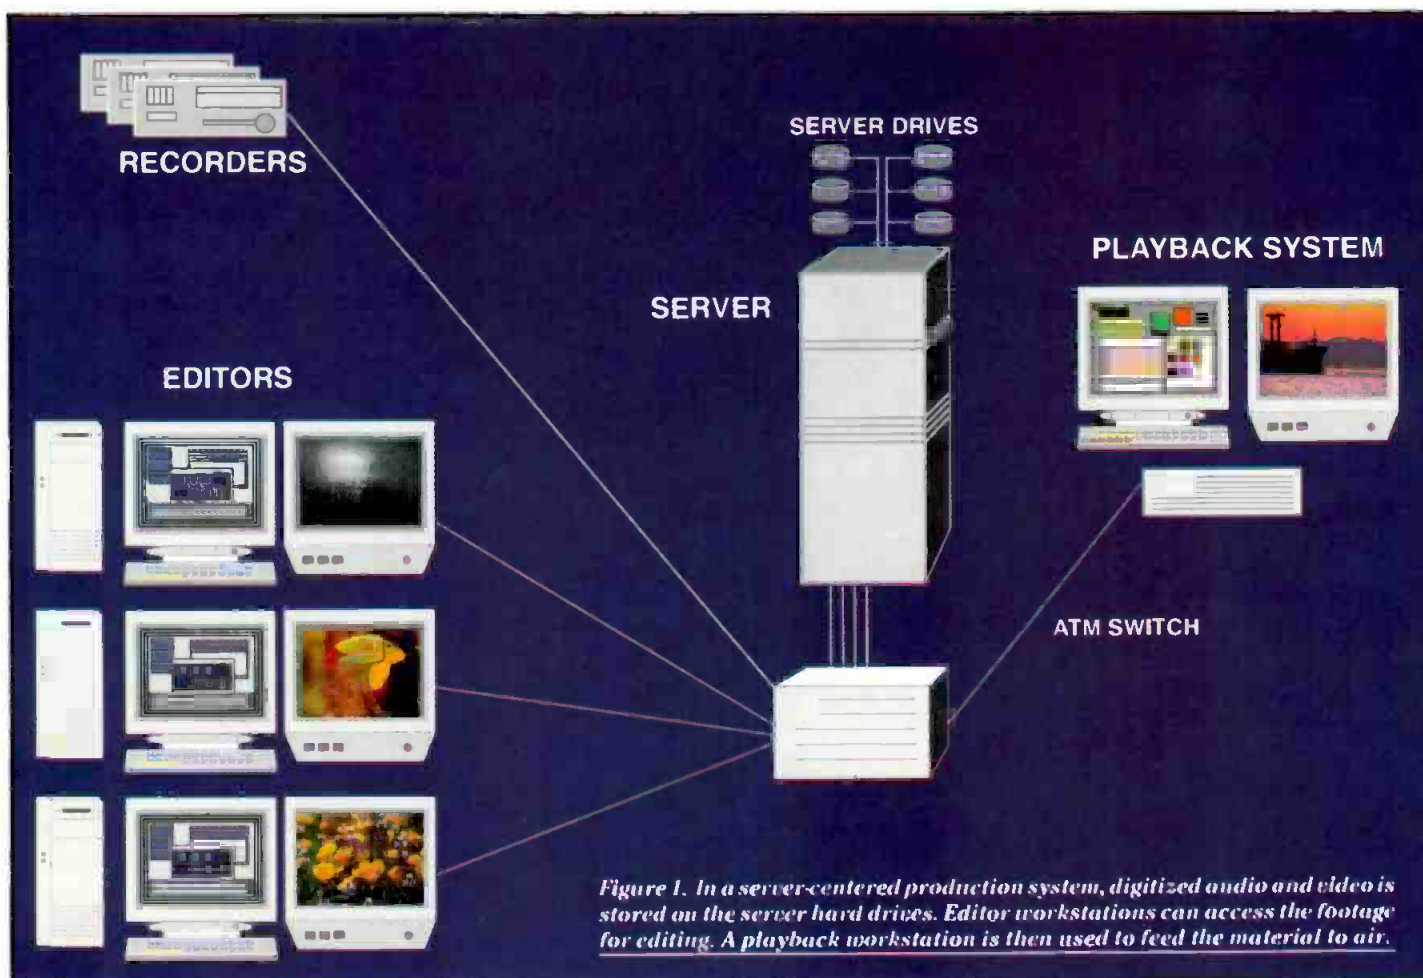 RECORDERS
SERVER DRIVES
PLAYBACK SYSTEM
SERVER
EDITORS
ATM SWITCH
Figure 1. In a server-centered production system, digitized audio and video is
stored on the server hard drives. Editor workstations can access the footage
for editing. A playback workstation is then used to feed the material to air.